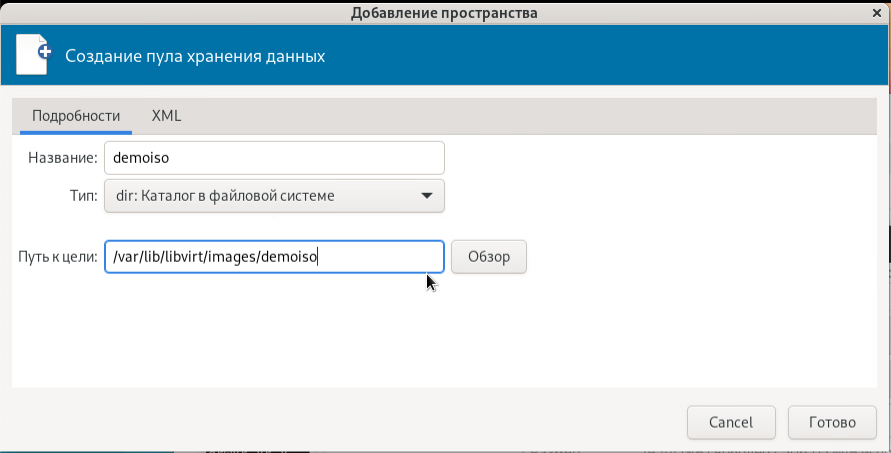 Добавление пространства
Создание пула хранения данных
Подробности XML
Название: demoiso
Тип: dir: Каталог в файловой системе
Путь к цели: /var/lib/libvirt/images/demoiso Обзор
Cancel Готово